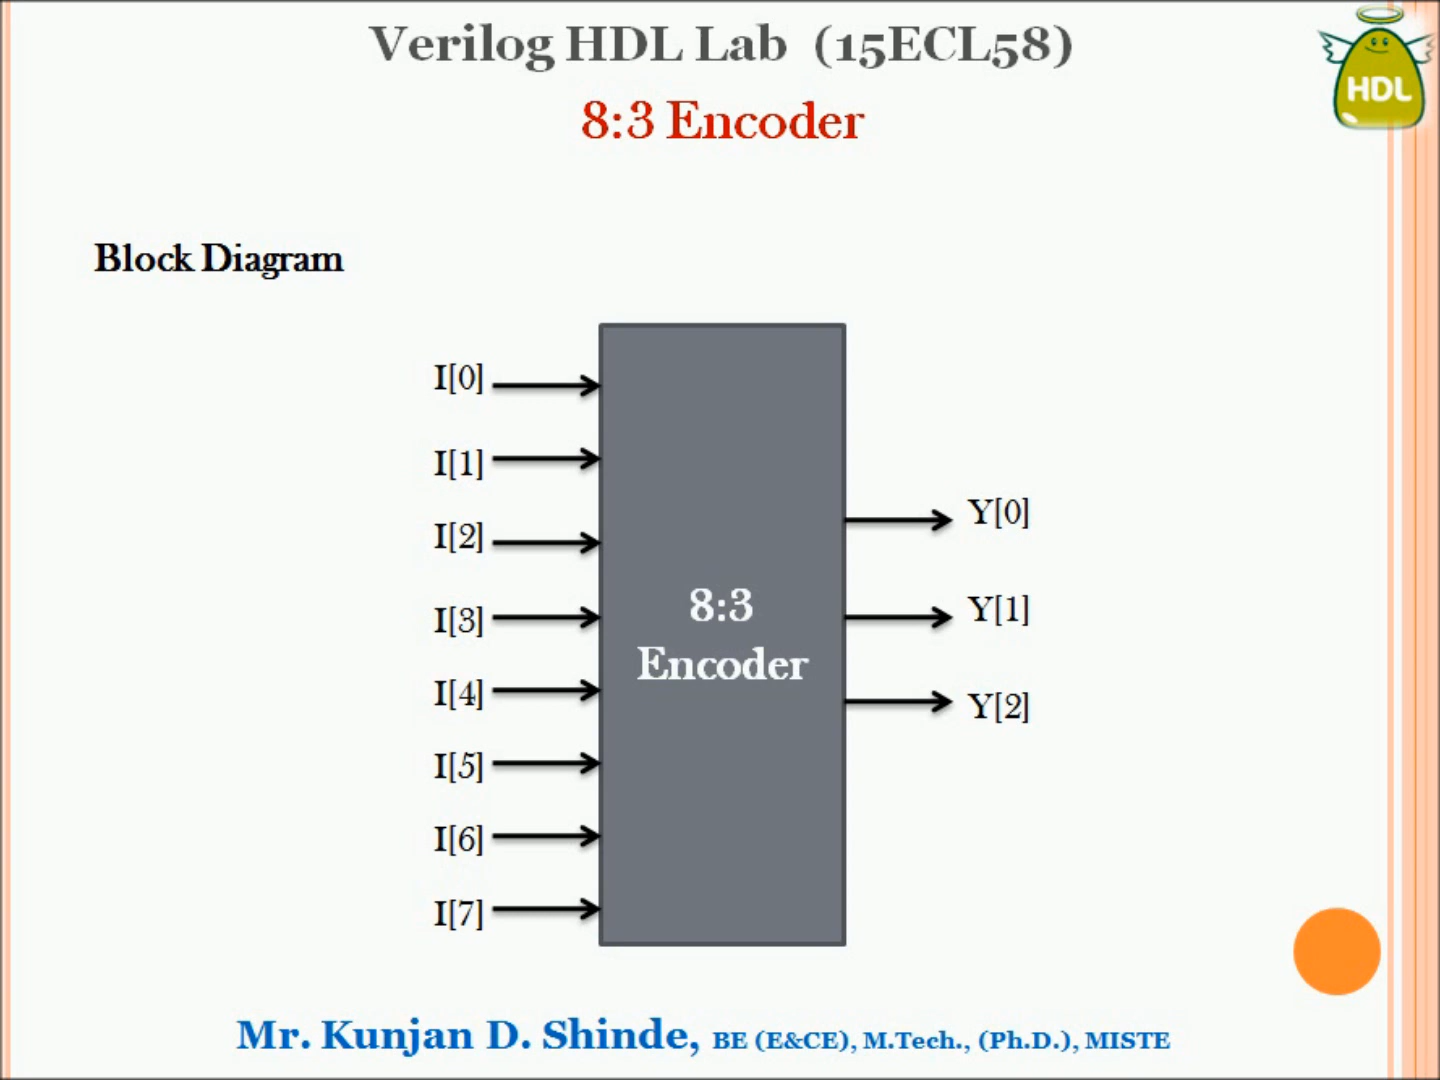 Verilog HDL Lab (15ECL58)
HDL
8:3 Encoder
Block Diagram
I[0]
I[1]
I[2]
I[3]
I[4]
I[5]
I[6]
I[7]
8:3
Encoder
Y[0]
Y[1]
Y[2]
Mr. Kunjan D. Shinde, BE (E&CE), M.Tech., (Ph.D.), MISTE